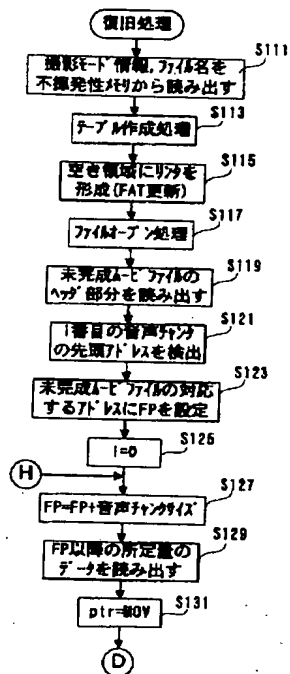 復旧処理
S111
撮影ﾓｰﾄﾞ情報,ﾌｧｲﾙ名を
不揮発性ﾒﾓﾘから読み出す
S113
ﾃｰﾌﾞﾙ作成処理
S115
空き領域にﾘﾝｸを
形成(FAT更新)
S117
ﾌｧｲﾙｵｰﾌﾟﾝ処理
S119
未完成ﾑｰﾋﾞﾌｧｲﾙの
ﾍｯﾀﾞ部分を読み出す
S121
1番目の音声ﾁｬﾝｸ
の先頭ｱﾄﾞﾚｽを検出
S123
未完成ﾑｰﾋﾞﾌｧｲﾙの対応
するｱﾄﾞﾚｽにFPを設定
S125
i=0
H
S127
FP=FP+音声ﾁｬﾝｸｻｲｽﾞ
S129
FP以降の所定量の
ﾃﾞｰﾀを読み出す
S131
ptr=MOV
D